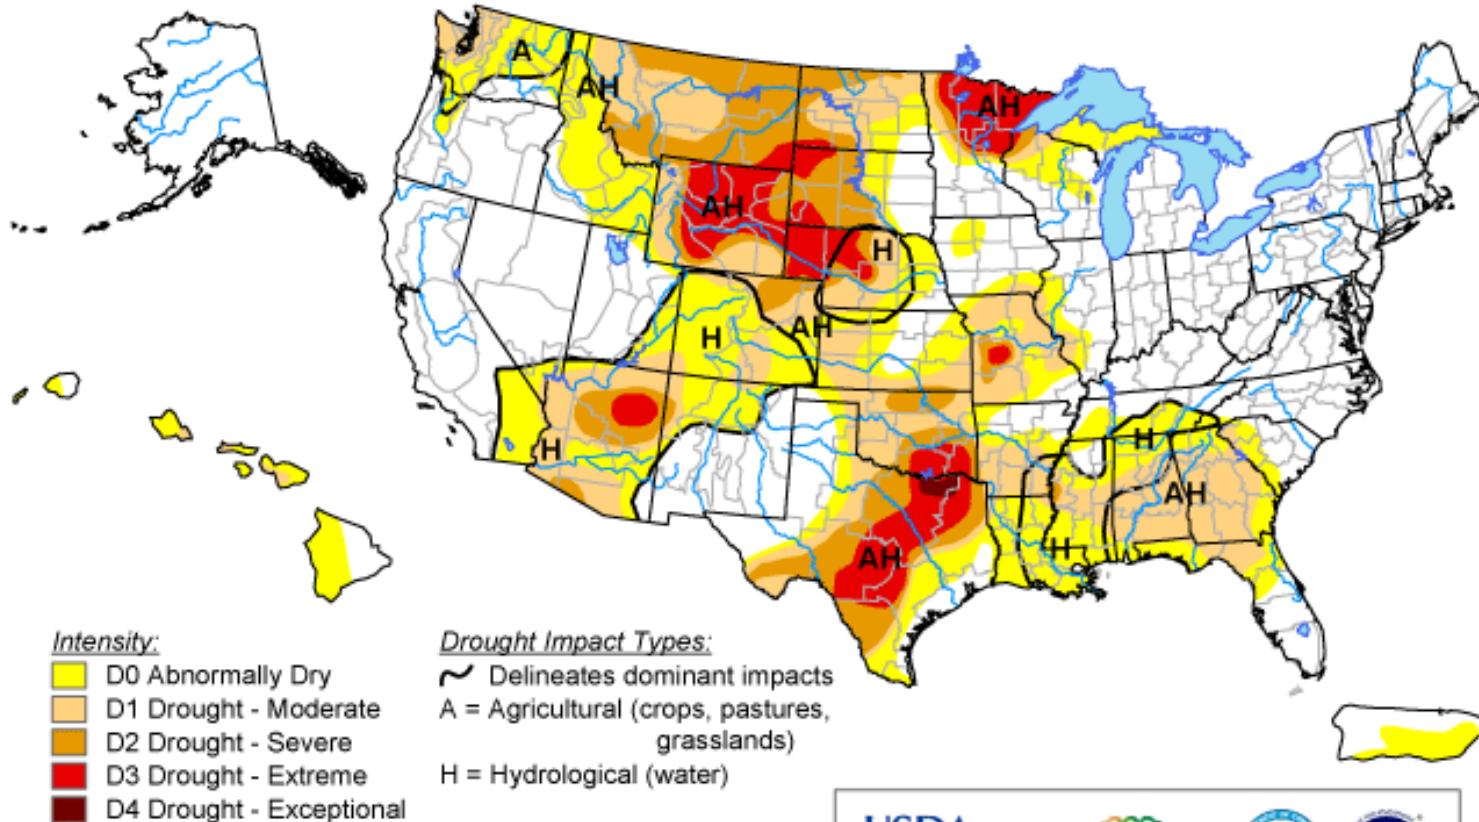 A
AH
AH
AH
H
AH
H
H
H
AH
AH
H
Intensity:
D0 Abnormally Dry
D1 Drought - Moderate
D2 Drought - Severe
D3 Drought - Extreme
D4 Drought - Exceptional
Drought Impact Types:
Delineates dominant impacts
A = Agricultural (crops, pastures,
grasslands)
H = Hydrological (water)
USDA